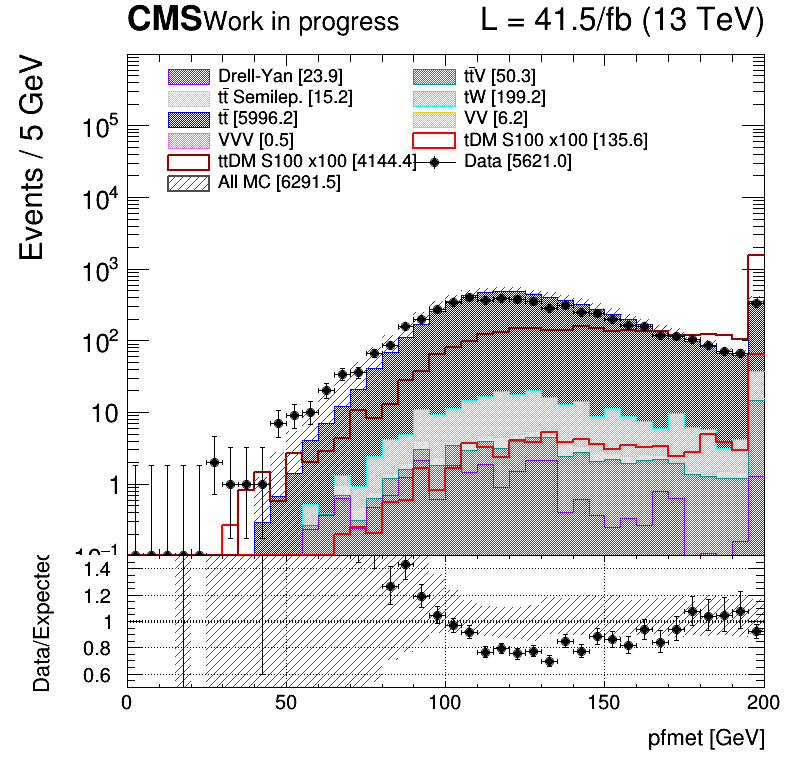 CMS Work in progress L = 41.5/fb (13 TeV)
Events / 5 GeV
Drell-Yan [23.9] tt̄V [50.3]
tt̄ Semilep. [15.2] tW [199.2]
tt̄ [5996.2] VV [6.2]
VVV [0.5] tDM S100 x100 [135.6]
ttDM S100 x100 [4144.4] Data [5621.0]
All MC [6291.5]
10⁵
10⁴
10³
10²
10
1
10⁻¹
Data/Expected
1.4
1.2
1
0.8
0.6
0 50 100 150 200
pfmet [GeV]